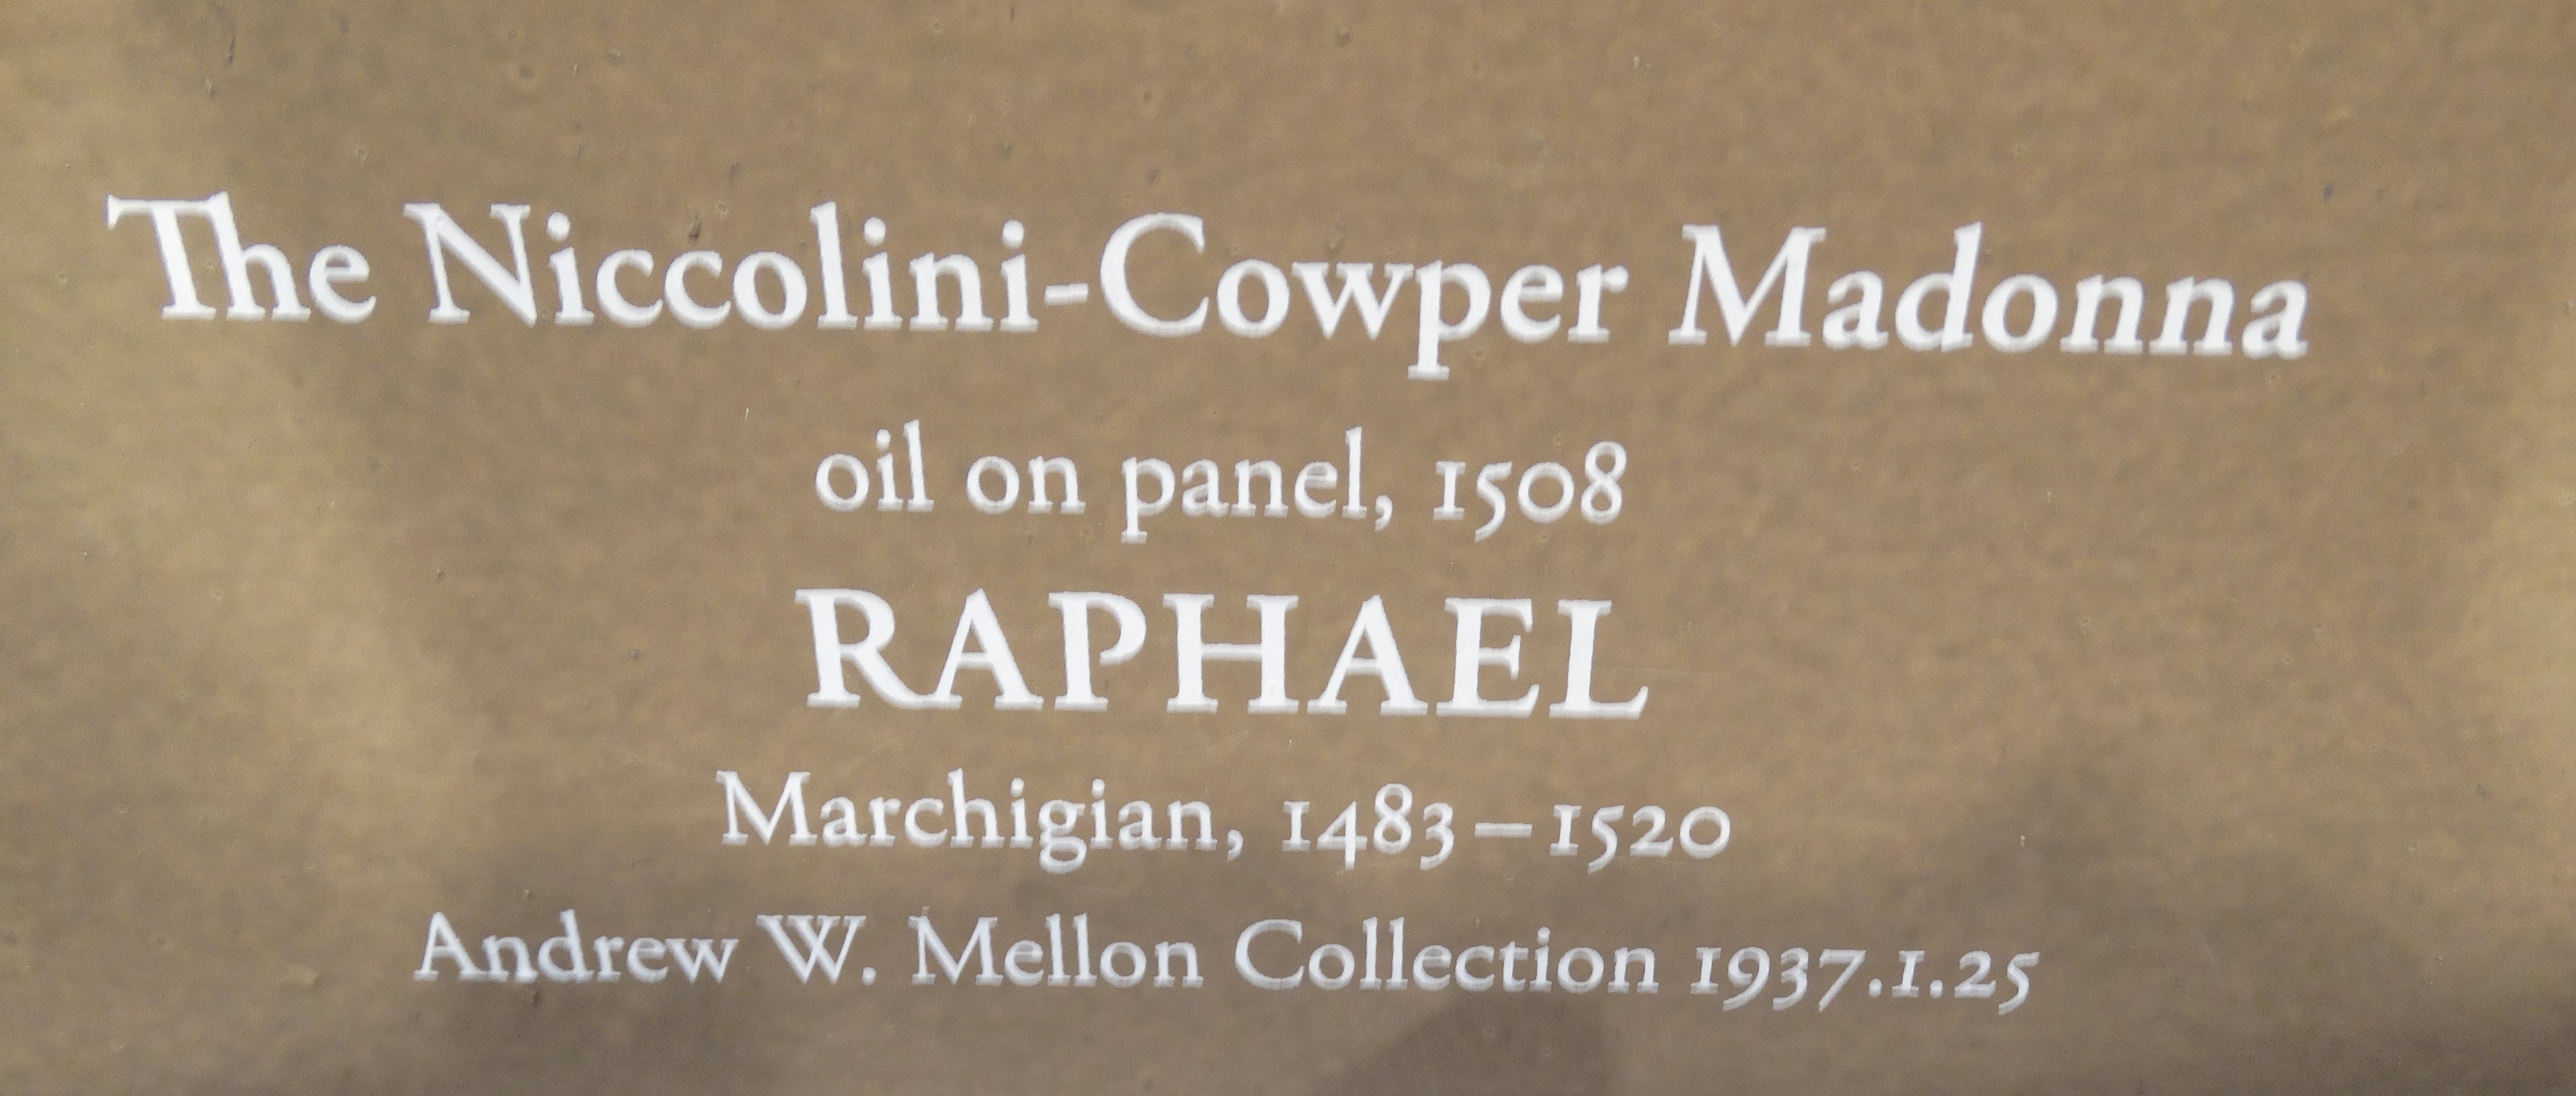 The Niccolini-Cowper Madonna
oil on panel, 1508
RAPHAEL
Marchigian, 1483–1520
Andrew W. Mellon Collection 1937.1.25